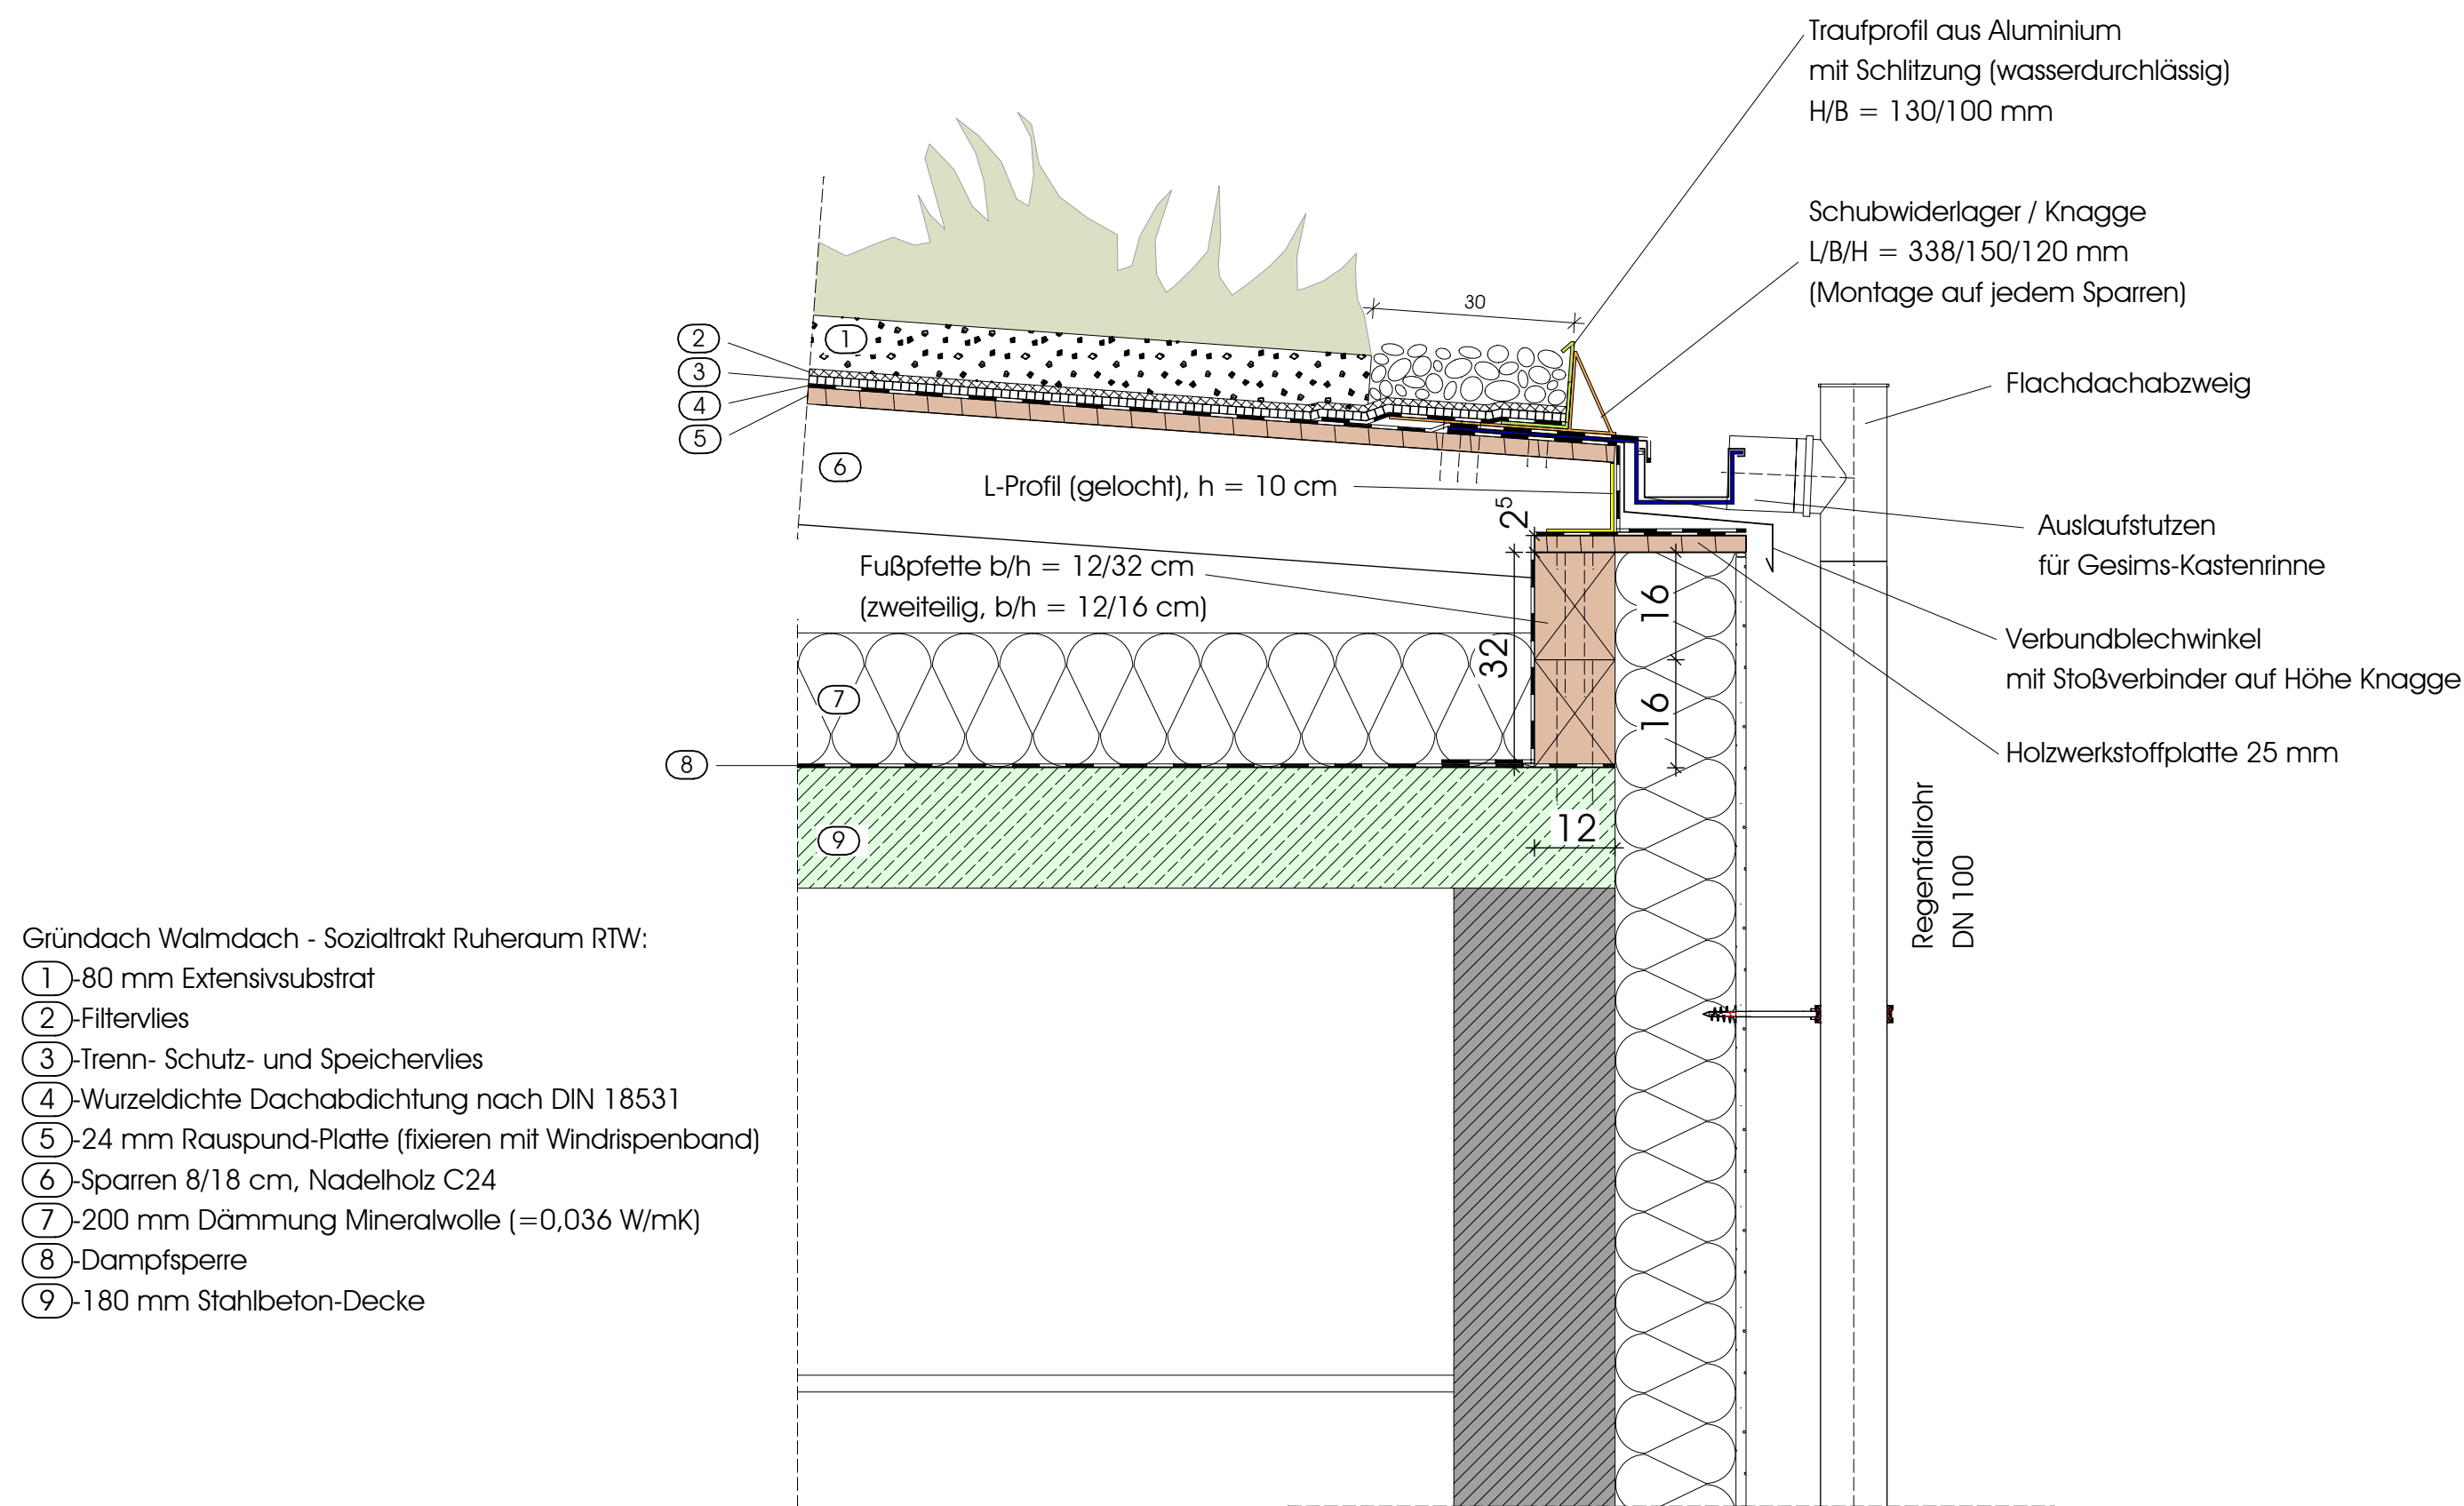 Traufprofil aus Aluminium
mit Schlitzung (wasserdurchlässig)
H/B = 130/100 mm
Schubwiderlager / Knagge
L/B/H = 338/150/120 mm
(Montage auf jedem Sparren)
30
1
2
3
4
5
6
Flachdachabzweig
L-Profil (gelocht), h = 10 cm
2⁵
Auslaufstutzen
für Gesims-Kastenrinne
Fußpfette b/h = 12/32 cm
(zweiteilig, b/h = 12/16 cm)
16
32
16
Verbundblechwinkel
mit Stoßverbinder auf Höhe Knagge
7
8
Holzwerkstoffplatte 25 mm
9
12
Regenfallrohr
DN 100
Gründach Walmdach - Sozialtrakt Ruheraum RTW:
1 -80 mm Extensivsubstrat
2 -Filtervlies
3 -Trenn- Schutz- und Speichervlies
4 -Wurzeldichte Dachabdichtung nach DIN 18531
5 -24 mm Rauspund-Platte (fixieren mit Windrispenband)
6 -Sparren 8/18 cm, Nadelholz C24
7 -200 mm Dämmung Mineralwolle (=0,036 W/mK)
8 -Dampfsperre
9 -180 mm Stahlbeton-Decke